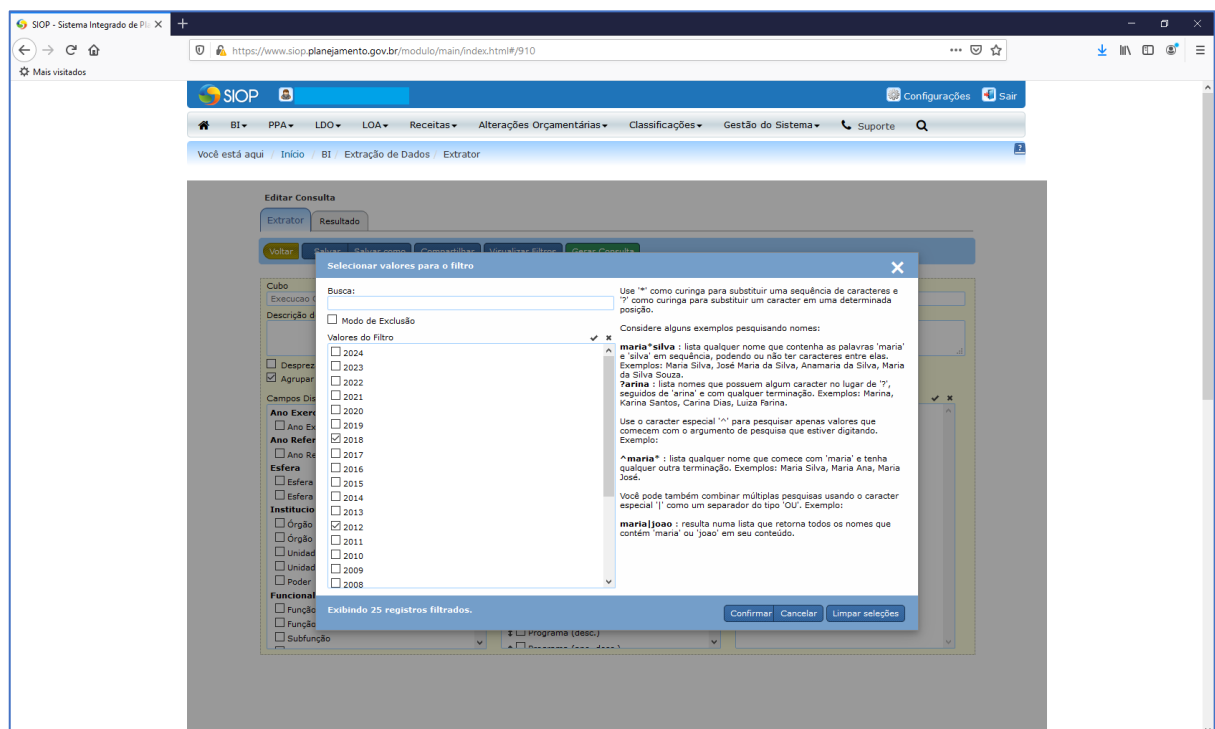 SIOP - Sistema Integrado de Pl
https://www.siop.planejamento.gov.br/modulo/main/index.html#/910
Mais visitados
SIOP
Configurações
Sair
BI
PPA
LDO
LOA
Receitas
Alterações Orçamentárias
Classificações
Gestão do Sistema
Suporte
Você está aqui / Início / BI / Extração de Dados / Extrator
Editar Consulta
Extrator
Resultado
Voltar
Salvar
Salvar como
Compartilhar
Visualizar Filtros
Gerar Consulta
Selecionar valores para o filtro
Cubo
Execucao
Descrição d
Desprez
Agrupar
Campos Dis
Ano Exerc
Ano Ex
Ano Refer
Ano Re
Esfera
Esfera
Esfera
Institucio
Órgão
Órgão
Unidad
Unidad
Poder
Funcional
Função
Função
Subfunção
Busca:
Modo de Exclusão
Valores do Filtro
2024
2023
2022
2021
2020
2019
2018
2017
2016
2015
2014
2013
2012
2011
2010
2009
2008
Use '*' como curinga para substituir uma sequência de caracteres e
'?' como curinga para substituir um caracter em uma determinada
posição.
Considere alguns exemplos pesquisando nomes:
maria*silva : lista qualquer nome que contenha as palavras 'maria'
e 'silva' em sequência, podendo ou não ter caracteres entre elas.
Exemplos: Maria Silva, José Maria da Silva, Anamaria da Silva, Maria
da Silva Souza.
?arina : lista nomes que possuem algum caracter no lugar de '?',
seguidos de 'arina' e com qualquer terminação. Exemplos: Marina,
Karina Santos, Carina Dias, Luiza Farina.
Use o caracter especial '^' para pesquisar apenas valores que
comecem com o argumento de pesquisa que estiver digitando.
Exemplo:
^maria* : lista qualquer nome que comece com 'maria' e tenha
qualquer outra terminação. Exemplos: Maria Silva, Maria Ana, Maria
José.
Você pode também combinar múltiplas pesquisas usando o caracter
especial '|' como um separador do tipo 'OU'. Exemplo:
maria|joao : resulta numa lista que retorna todos os nomes que
contém 'maria' ou 'joao' em seu conteúdo.
Exibindo 25 registros filtrados.
Confirmar
Cancelar
Limpar seleções
Programa (desc.)